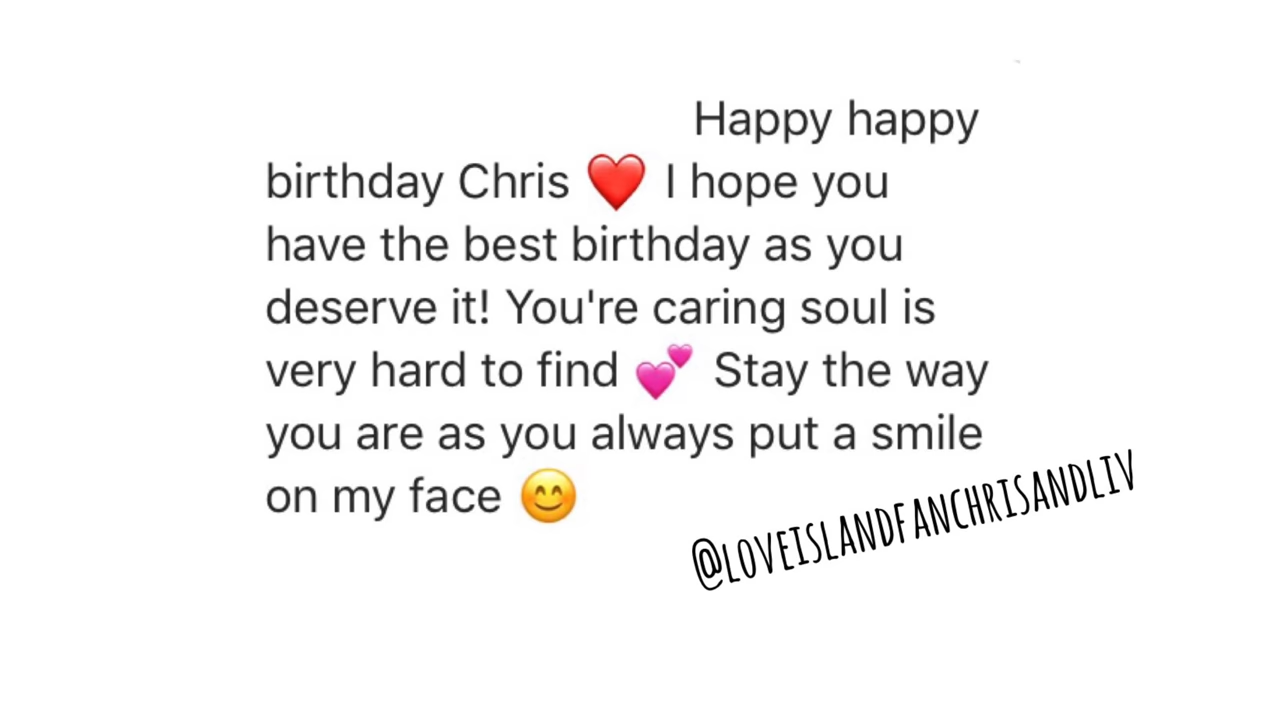 Happy happy
birthday Chris ❤️ I hope you
have the best birthday as you
deserve it! You're caring soul is
very hard to find 💕 Stay the way
you are as you always put a smile
on my face 😊
@LOVEISLANDFANCHRISANDLIV